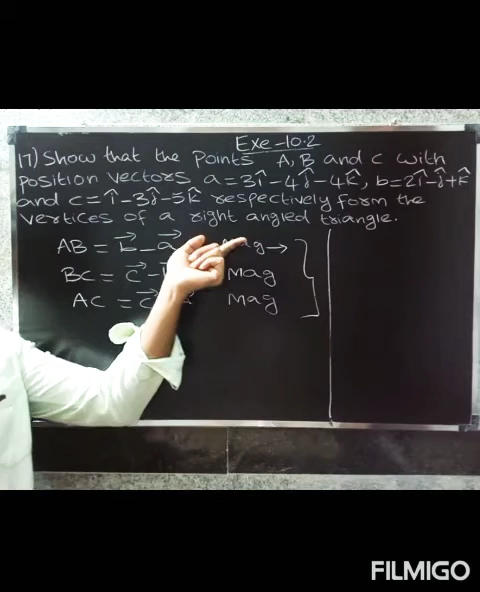 Exe-10.2
17) Show that the Points A, B and C with
position vectors a = 3î - 4ĵ - 4k̂, b = 2î - ĵ + k̂
and c = î - 3ĵ - 5k̂ respectively form the
vertices of a right angled triangle.
AB = b⃗ - a⃗ →
BC = c⃗ - Mag
AC = c⃗ Mag
FILMIGO